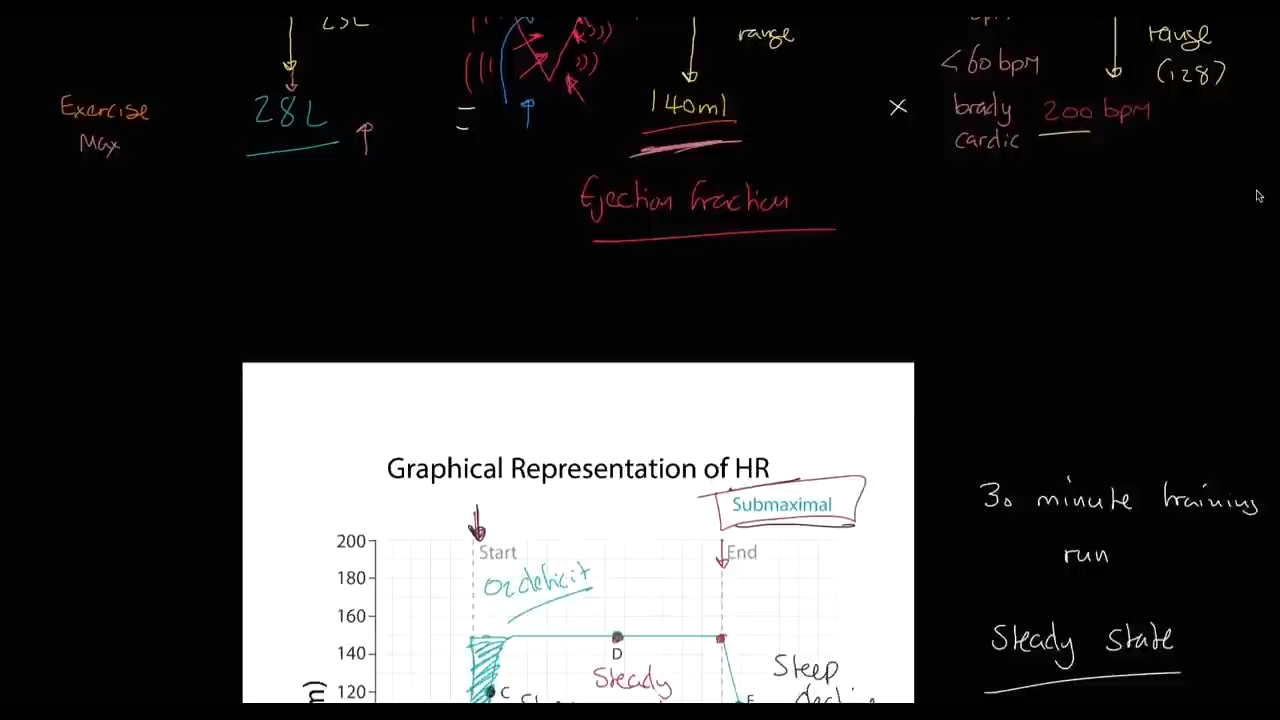 range
range
<60 bpm
(128)
Exercise
Max
28L
=
140ml
×
brady
cardic
200 bpm
Ejection fraction
Graphical Representation of HR
Submaximal
30 minute training
run
Steady State
Start
End
O2 deficit
200
180
160
140
120
D
C
Steady
Steep